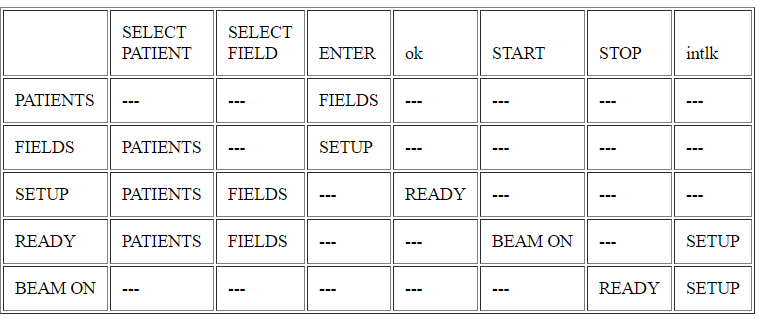 SELECT PATIENT SELECT FIELD ENTER ok START STOP intlk
PATIENTS --- --- FIELDS --- --- --- ---
FIELDS PATIENTS --- SETUP --- --- --- ---
SETUP PATIENTS FIELDS --- READY --- --- ---
READY PATIENTS FIELDS --- --- BEAM ON --- SETUP
BEAM ON --- --- --- --- --- READY SETUP